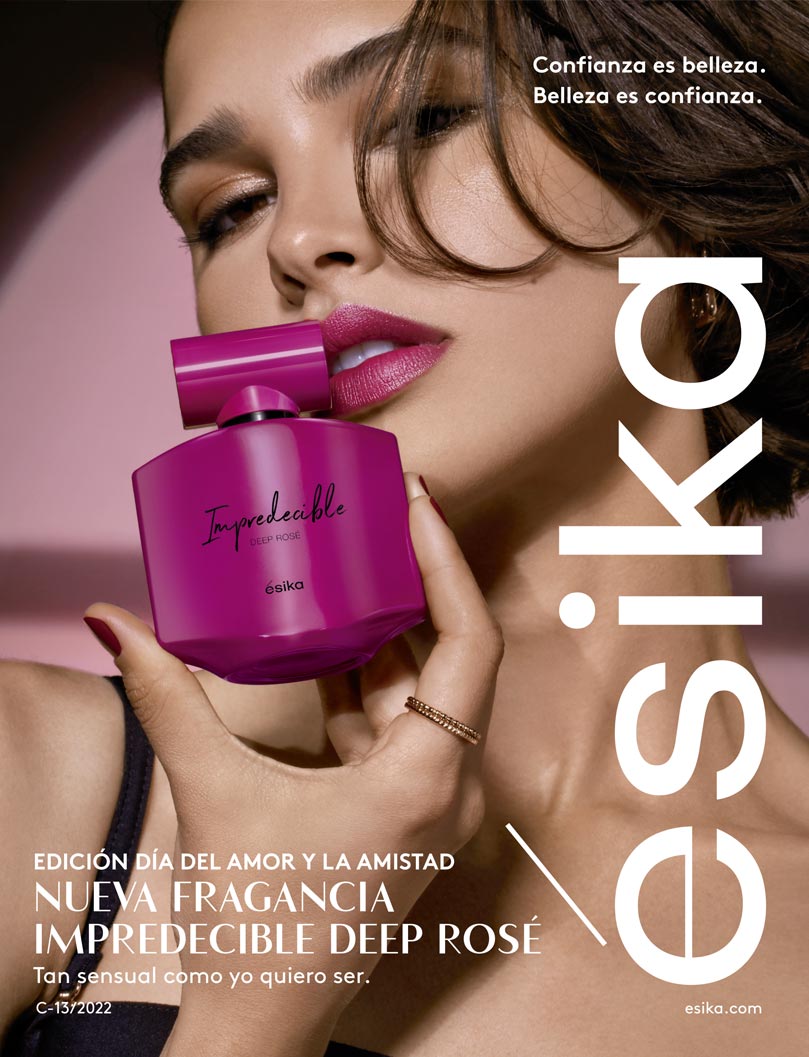 Confianza es belleza.
Belleza es confianza.
ésika
Impredecible
DEEP ROSÉ
ésika
EDICIÓN DÍA DEL AMOR Y LA AMISTAD
NUEVA FRAGANCIA
IMPREDECIBLE DEEP ROSÉ
Tan sensual como yo quiero ser.
C-13/2022
esika.com